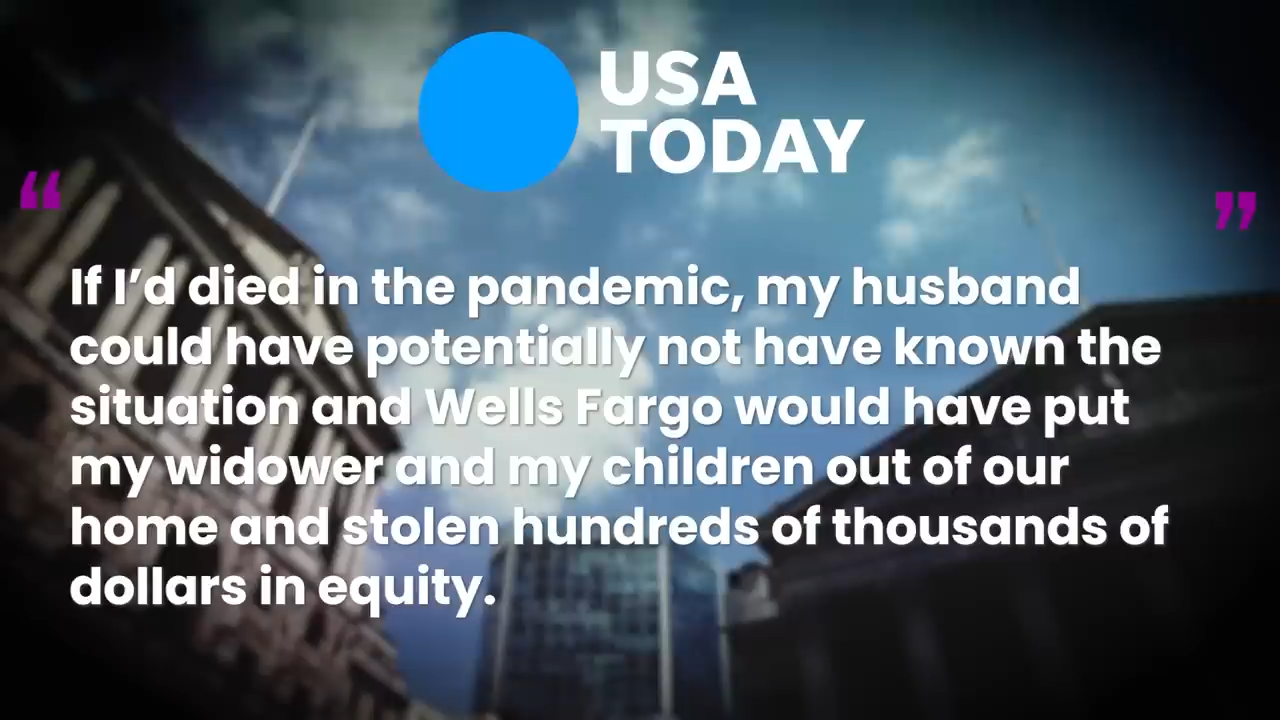 USA
TODAY
“ ”
If I’d died in the pandemic, my husband
could have potentially not have known the
situation and Wells Fargo would have put
my widower and my children out of our
home and stolen hundreds of thousands of
dollars in equity.